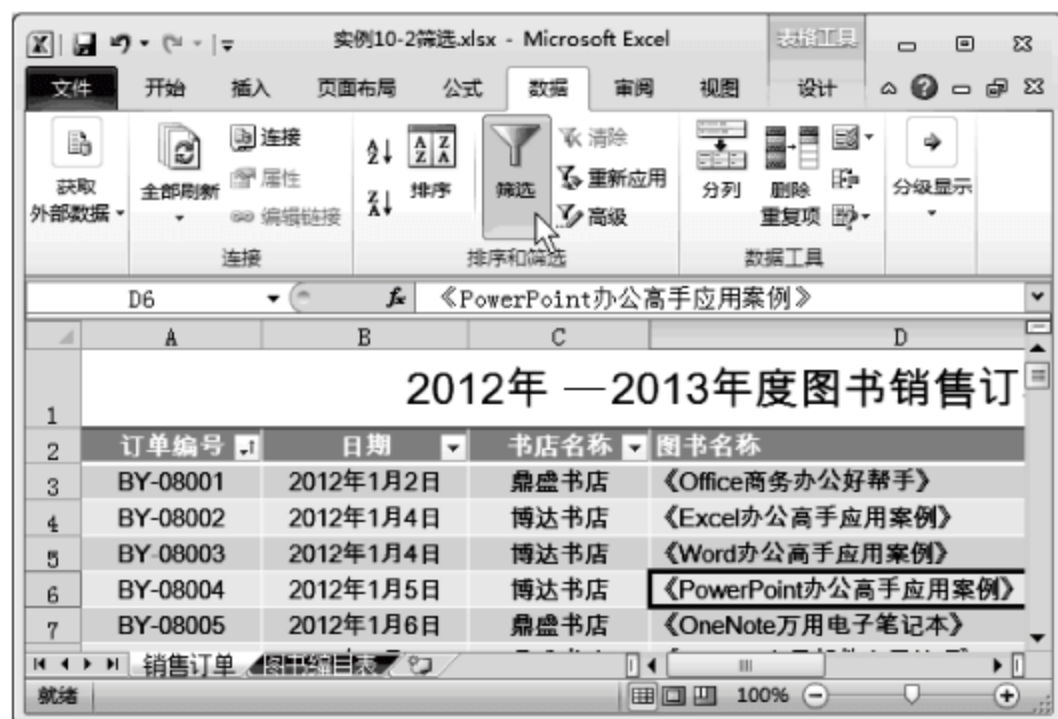 实例10-2筛选.xlsx - Microsoft Excel 表格工具
文件 开始 插入 页面布局 公式 数据 审阅 视图 设计
获取
外部数据
全部刷新
连接
属性
编辑链接
连接
排序
筛选
清除
重新应用
高级
排序和筛选
分列
删除
重复项
数据工具
分级显示
D6 fx 《PowerPoint办公高手应用案例》
A B C D
1 2012年 —2013年度图书销售订
2 订单编号 日期 书店名称 图书名称
3 BY-08001 2012年1月2日 鼎盛书店 《Office商务办公好帮手》
4 BY-08002 2012年1月4日 博达书店 《Excel办公高手应用案例》
5 BY-08003 2012年1月4日 博达书店 《Word办公高手应用案例》
6 BY-08004 2012年1月5日 博达书店 《PowerPoint办公高手应用案例》
7 BY-08005 2012年1月6日 鼎盛书店 《OneNote万用电子笔记本》
销售订单 图书编目表
就绪 100%